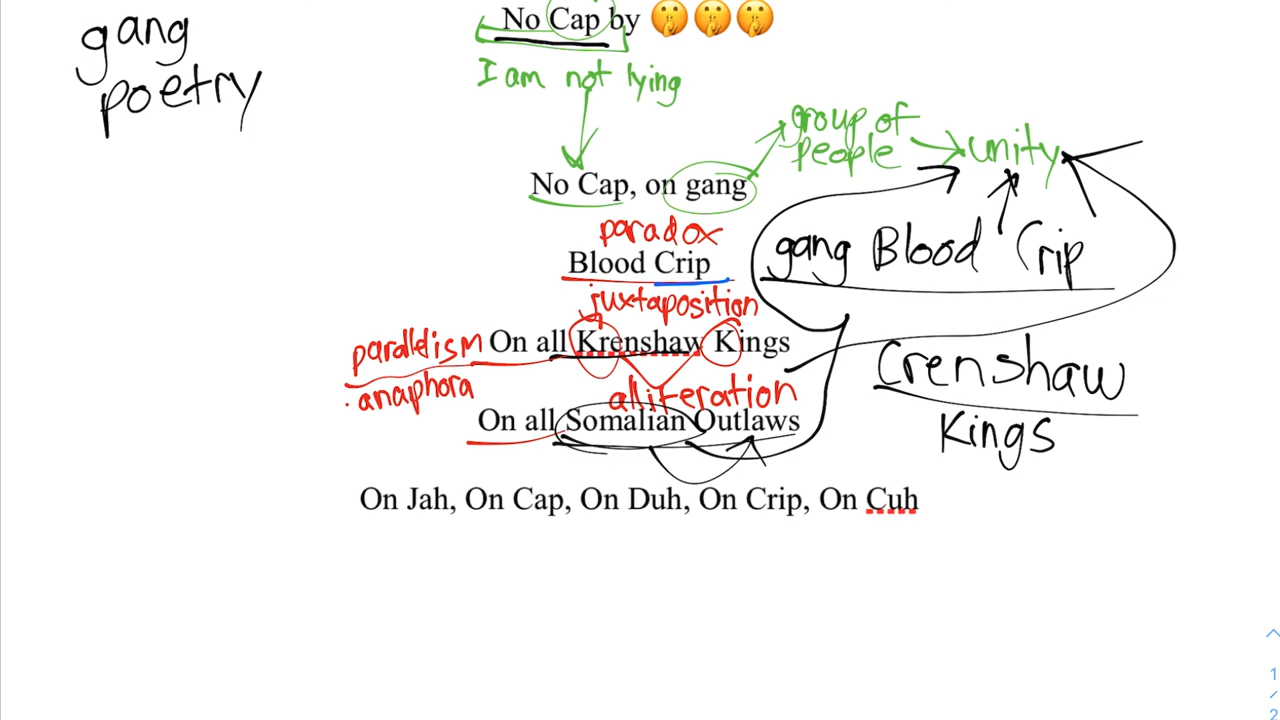 gang
poetry
No Cap by 🤫🤫🤫
I am not lying
group of
people
unity
No Cap, on gang
paradox
Blood Crip
gang Blood Crip
juxtaposition
parallelism
On all Krenshaw Kings
anaphora
alliteration
Crenshaw
Kings
On all Somalian Outlaws
On Jah, On Cap, On Duh, On Crip, On Cuh
1
/
2